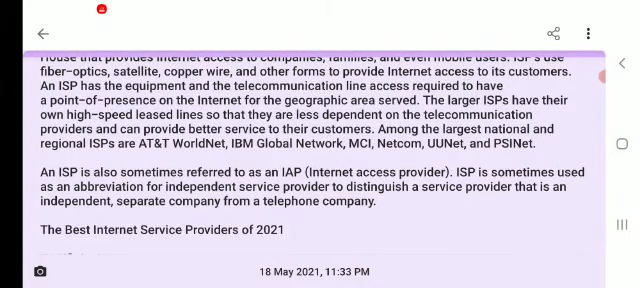 House that provides Internet access to companies, families, and even mobile users. ISP's use
fiber-optics, satellite, copper wire, and other forms to provide Internet access to its customers.
An ISP has the equipment and the telecommunication line access required to have
a point-of-presence on the Internet for the geographic area served. The larger ISPs have their
own high-speed leased lines so that they are less dependent on the telecommunication
providers and can provide better service to their customers. Among the largest national and
regional ISPs are AT&T WorldNet, IBM Global Network, MCI, Netcom, UUNet, and PSINet.
An ISP is also sometimes referred to as an IAP (Internet access provider). ISP is sometimes used
as an abbreviation for independent service provider to distinguish a service provider that is an
independent, separate company from a telephone company.
The Best Internet Service Providers of 2021
18 May 2021, 11:33 PM